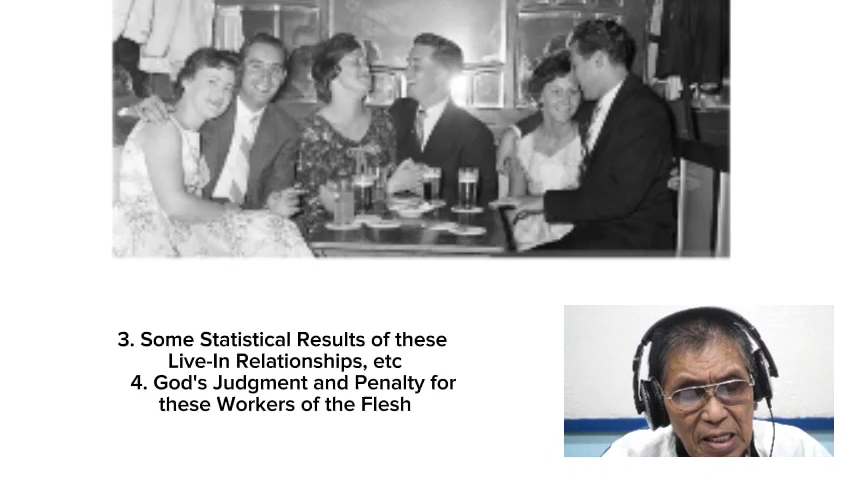 3. Some Statistical Results of these
Live-In Relationships, etc
4. God's Judgment and Penalty for
these Workers of the Flesh